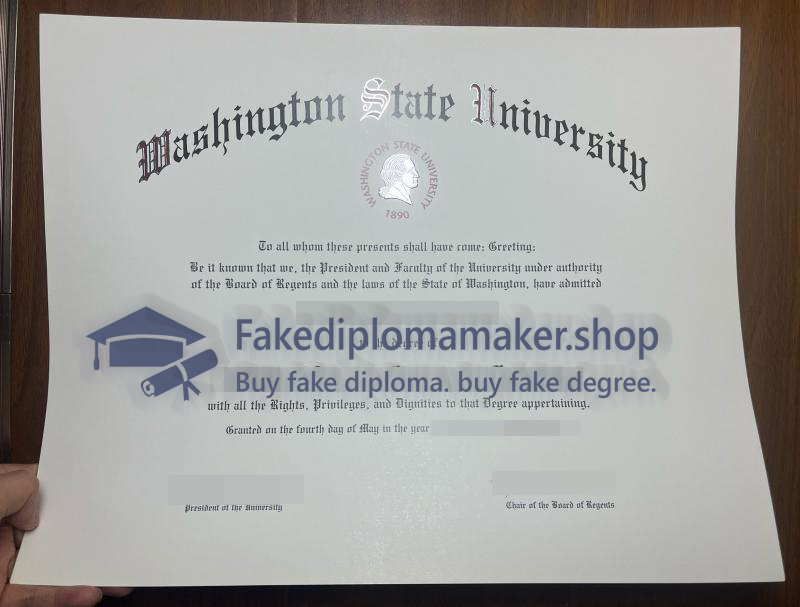 Washington State University
WASHINGTON STATE UNIVERSITY
1890
To all whom these presents shall have come; Greeting:
Be it known that we, the President and Faculty of the University under authority
of the Board of Regents and the laws of the State of Washington, have admitted
to the degree of
Fakediplomamaker.shop
Buy fake diploma. buy fake degree.
with all the Rights, Privileges, and Dignities to that Degree appertaining.
Granted on the fourth day of May in the year
President of the University
Chair of the Board of Regents